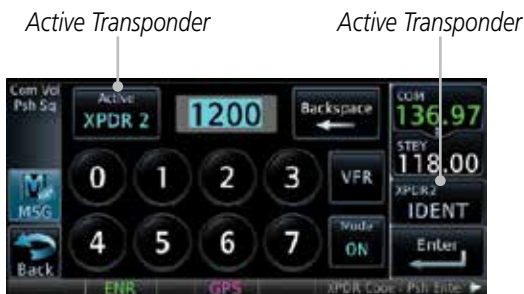 Active Transponder
Active Transponder
Com Vol
Psh Sq
Active
XPDR 2
1200
Backspace
COM
136.97
STBY
118.00
0
1
2
3
VFR
XPDR2
IDENT
MSG
4
5
6
7
Mode
ON
Enter
Back
ENR
GPS
XPDR Code Psh Ente